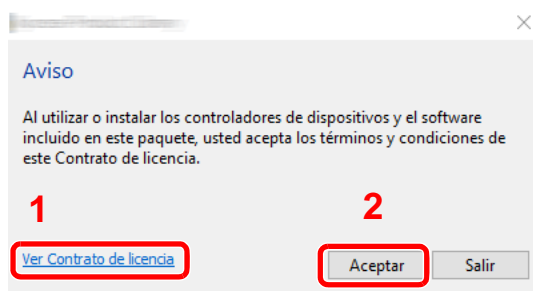 Aviso
Al utilizar o instalar los controladores de dispositivos y el software
incluido en este paquete, usted acepta los términos y condiciones de
este Contrato de licencia.
1
2
Ver Contrato de licencia
Aceptar
Salir